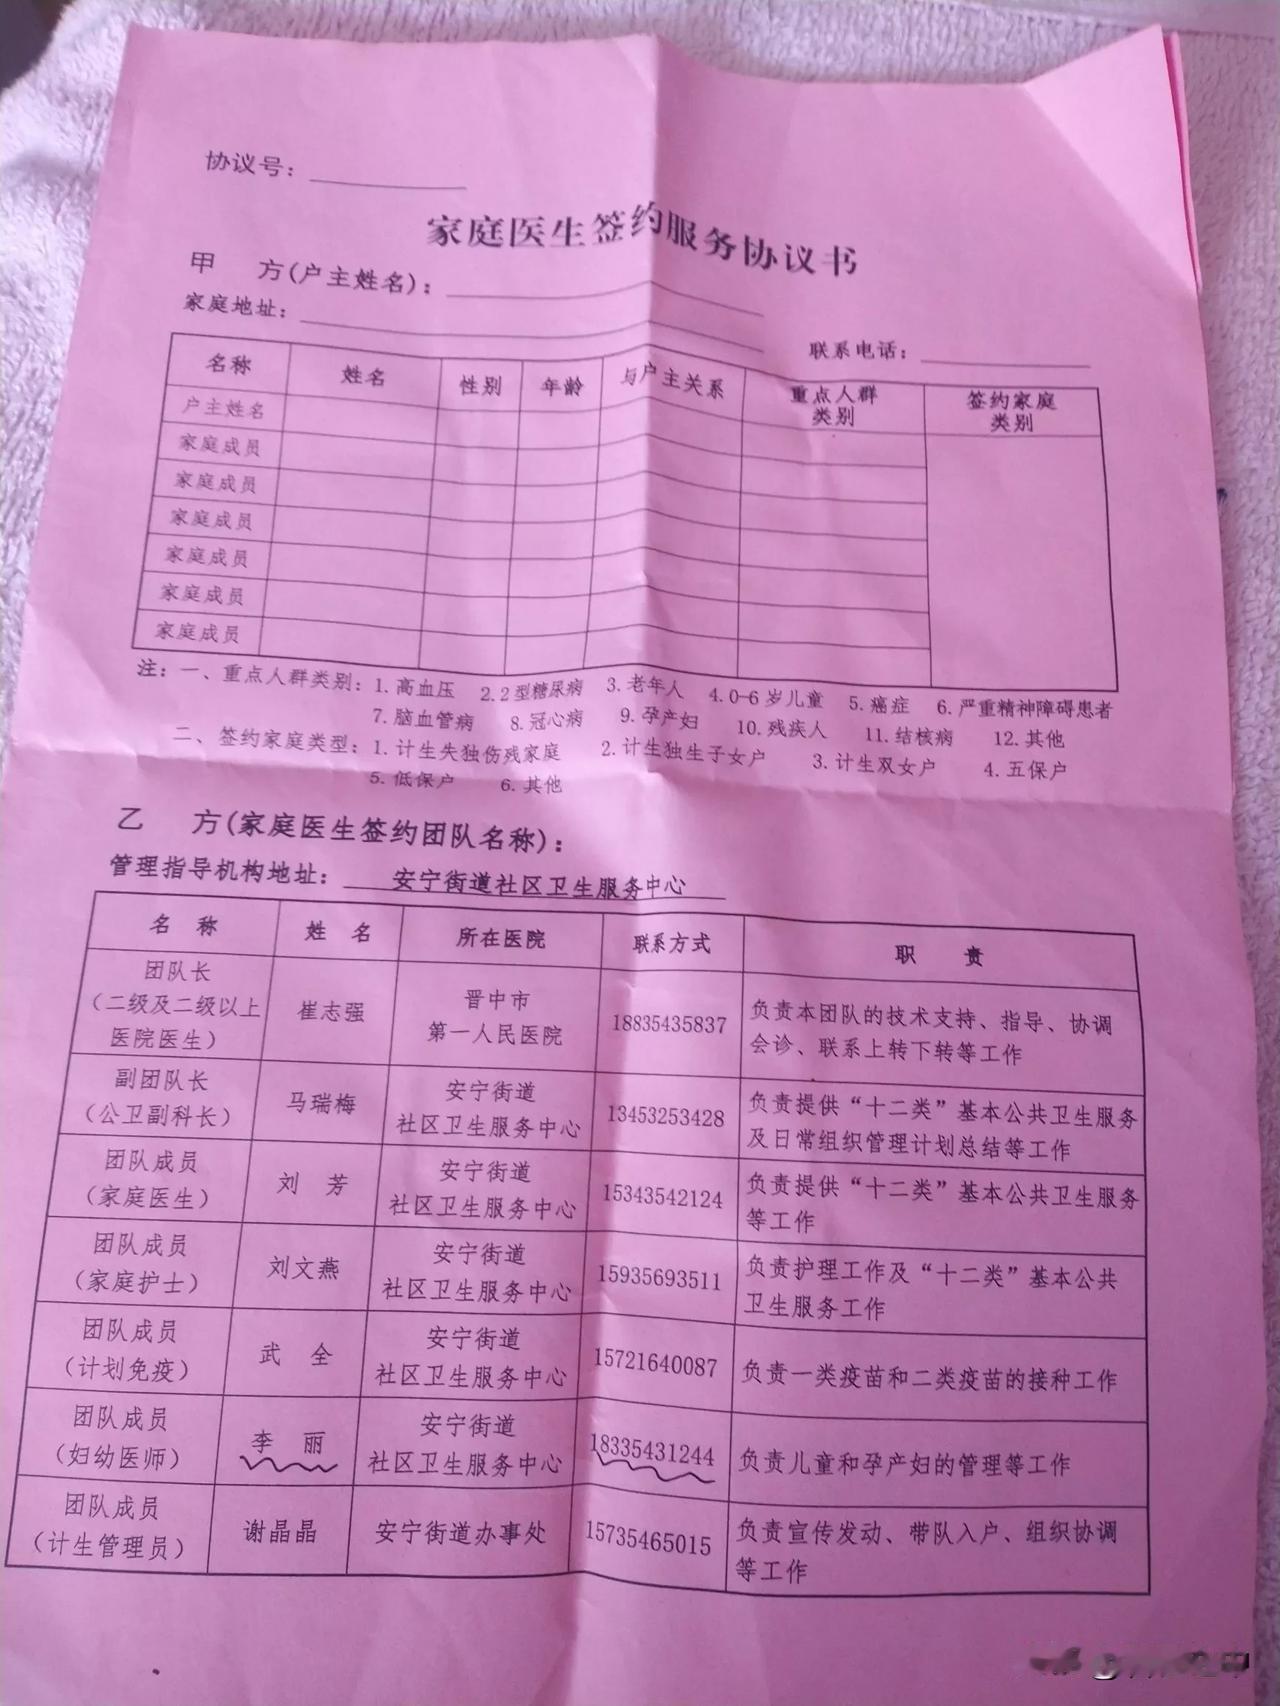 协议号：
家庭医生签约服务协议书
甲 方(户主姓名)：
家庭地址：
联系电话：
名称 姓名 性别 年龄 与户主关系 重点人群类别 签约家庭类别
户主姓名
家庭成员
家庭成员
家庭成员
家庭成员
家庭成员
家庭成员
注：一、重点人群类别：1.高血压 2.2型糖尿病 3.老年人 4.0-6岁儿童 5.癌症 6.严重精神障碍患者
7.脑血管病 8.冠心病 9.孕产妇 10.残疾人 11.结核病 12.其他
二、签约家庭类型：1.计生失独伤残家庭 2.计生独生子女户 3.计生双女户 4.五保户
5.低保户 6.其他
乙 方(家庭医生签约团队名称)：
管理指导机构地址： 安宁街道社区卫生服务中心
名 称 姓 名 所在医院 联系方式 职 责
团队长
（二级及二级以上
医院医生） 崔志强 晋中市
第一人民医院 18835435837 负责本团队的技术支持、指导、协调
会诊、联系上转下转等工作
副团队长
（公卫副科长） 马瑞梅 安宁街道
社区卫生服务中心 13453253428 负责提供“十二类”基本公共卫生服务
及日常组织管理计划总结等工作
团队成员
（家庭医生） 刘 芳 安宁街道
社区卫生服务中心 15343542124 负责提供“十二类”基本公共卫生服务
等工作
团队成员
（家庭护士） 刘文燕 安宁街道
社区卫生服务中心 15935693511 负责护理工作及“十二类”基本公共
卫生服务工作
团队成员
（计划免疫） 武 全 安宁街道
社区卫生服务中心 15721640087 负责一类疫苗和二类疫苗的接种工作
团队成员
（妇幼医师） 李 丽 安宁街道
社区卫生服务中心 18335431244 负责儿童和孕产妇的管理等工作
团队成员
（计生管理员） 谢晶晶 安宁街道办事处 15735465015 负责宣传发动、带队入户、组织协调
等工作